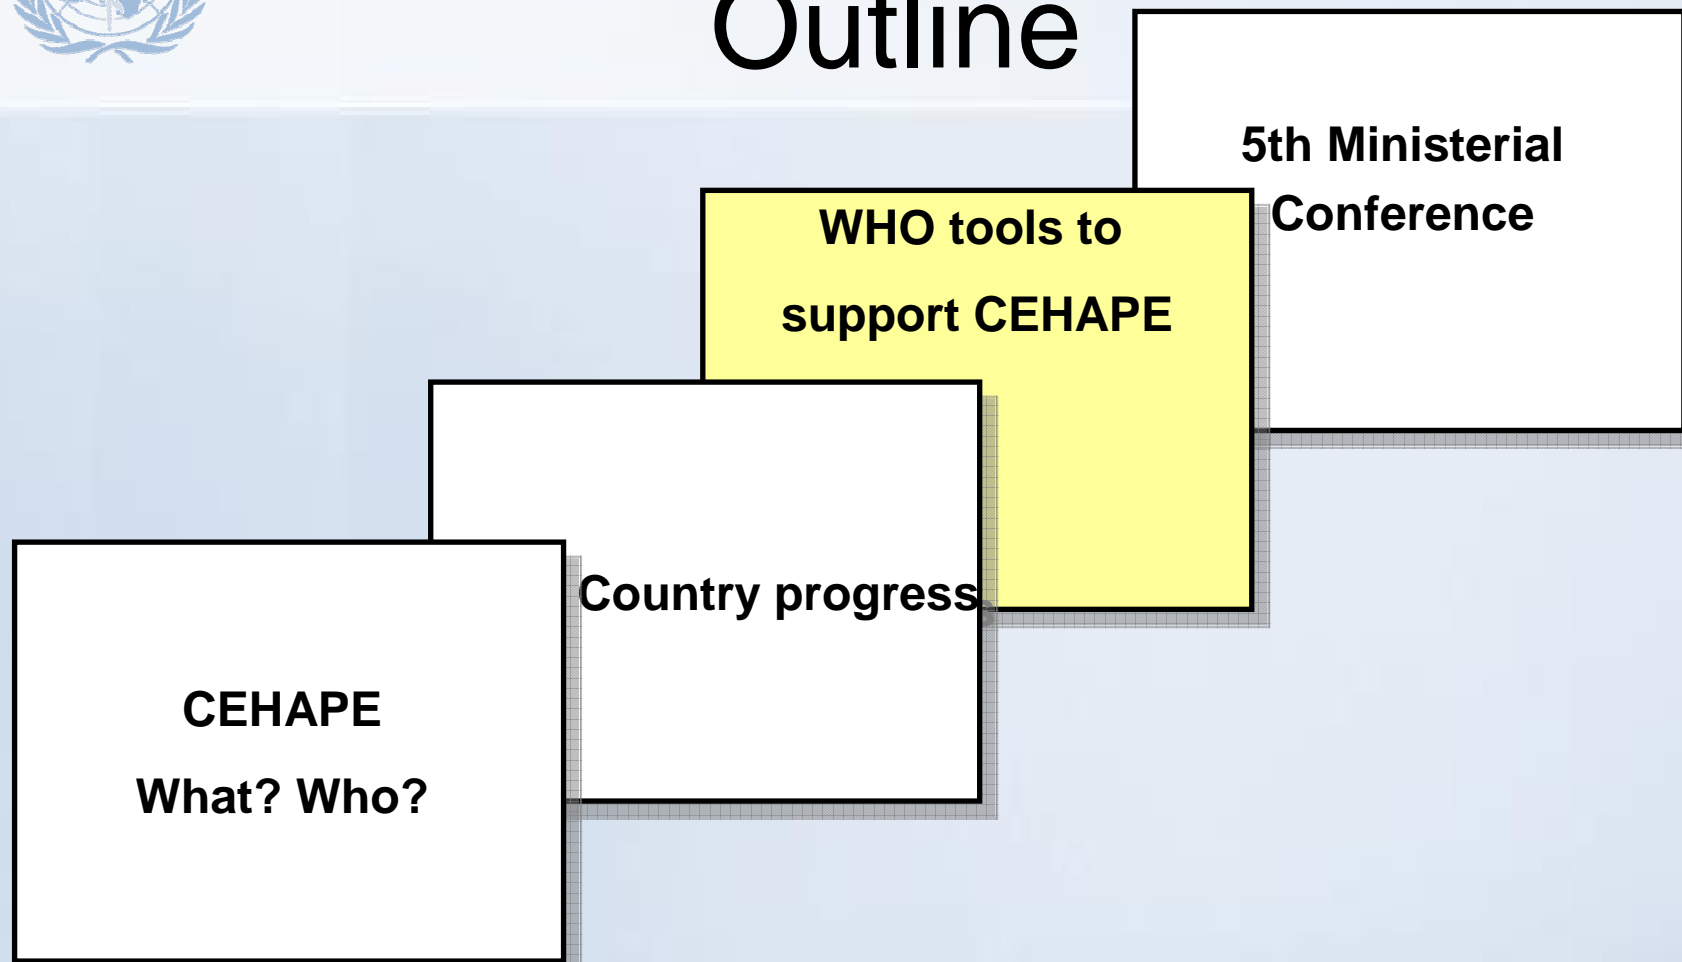 Outline
5th Ministerial
Conference
WHO tools to
support CEHAPE
Country progress
CEHAPE
What? Who?